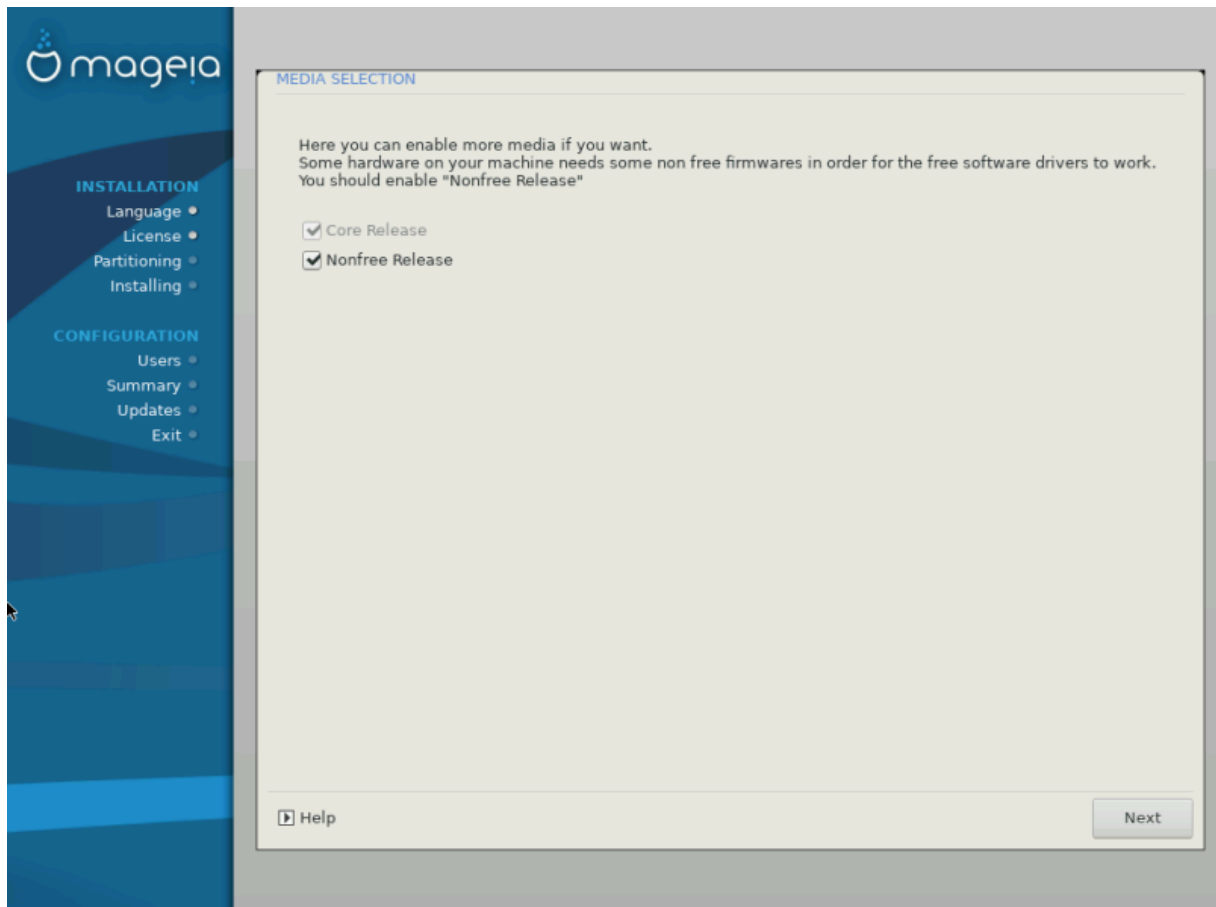 mageia
INSTALLATION
Language
License
Partitioning
Installing
CONFIGURATION
Users
Summary
Updates
Exit
MEDIA SELECTION
Here you can enable more media if you want.
Some hardware on your machine needs some non free firmwares in order for the free software drivers to work.
You should enable "Nonfree Release"
Core Release
Nonfree Release
Help
Next